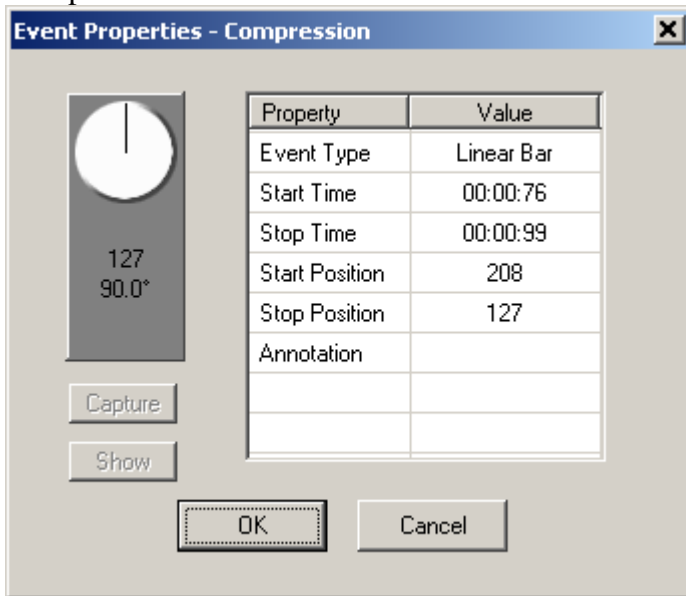 Event Properties - Compression
127
90.0°
Capture
Show
Property Value
Event Type Linear Bar
Start Time 00:00:76
Stop Time 00:00:99
Start Position 208
Stop Position 127
Annotation
OK Cancel